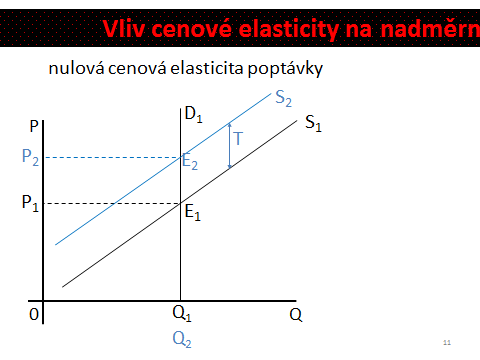 Vliv cenové elasticity na nadměrn
nulová cenová elasticita poptávky
S2
D1
S1
P
T
P2
E2
P1
E1
0
Q1
Q
Q2
11